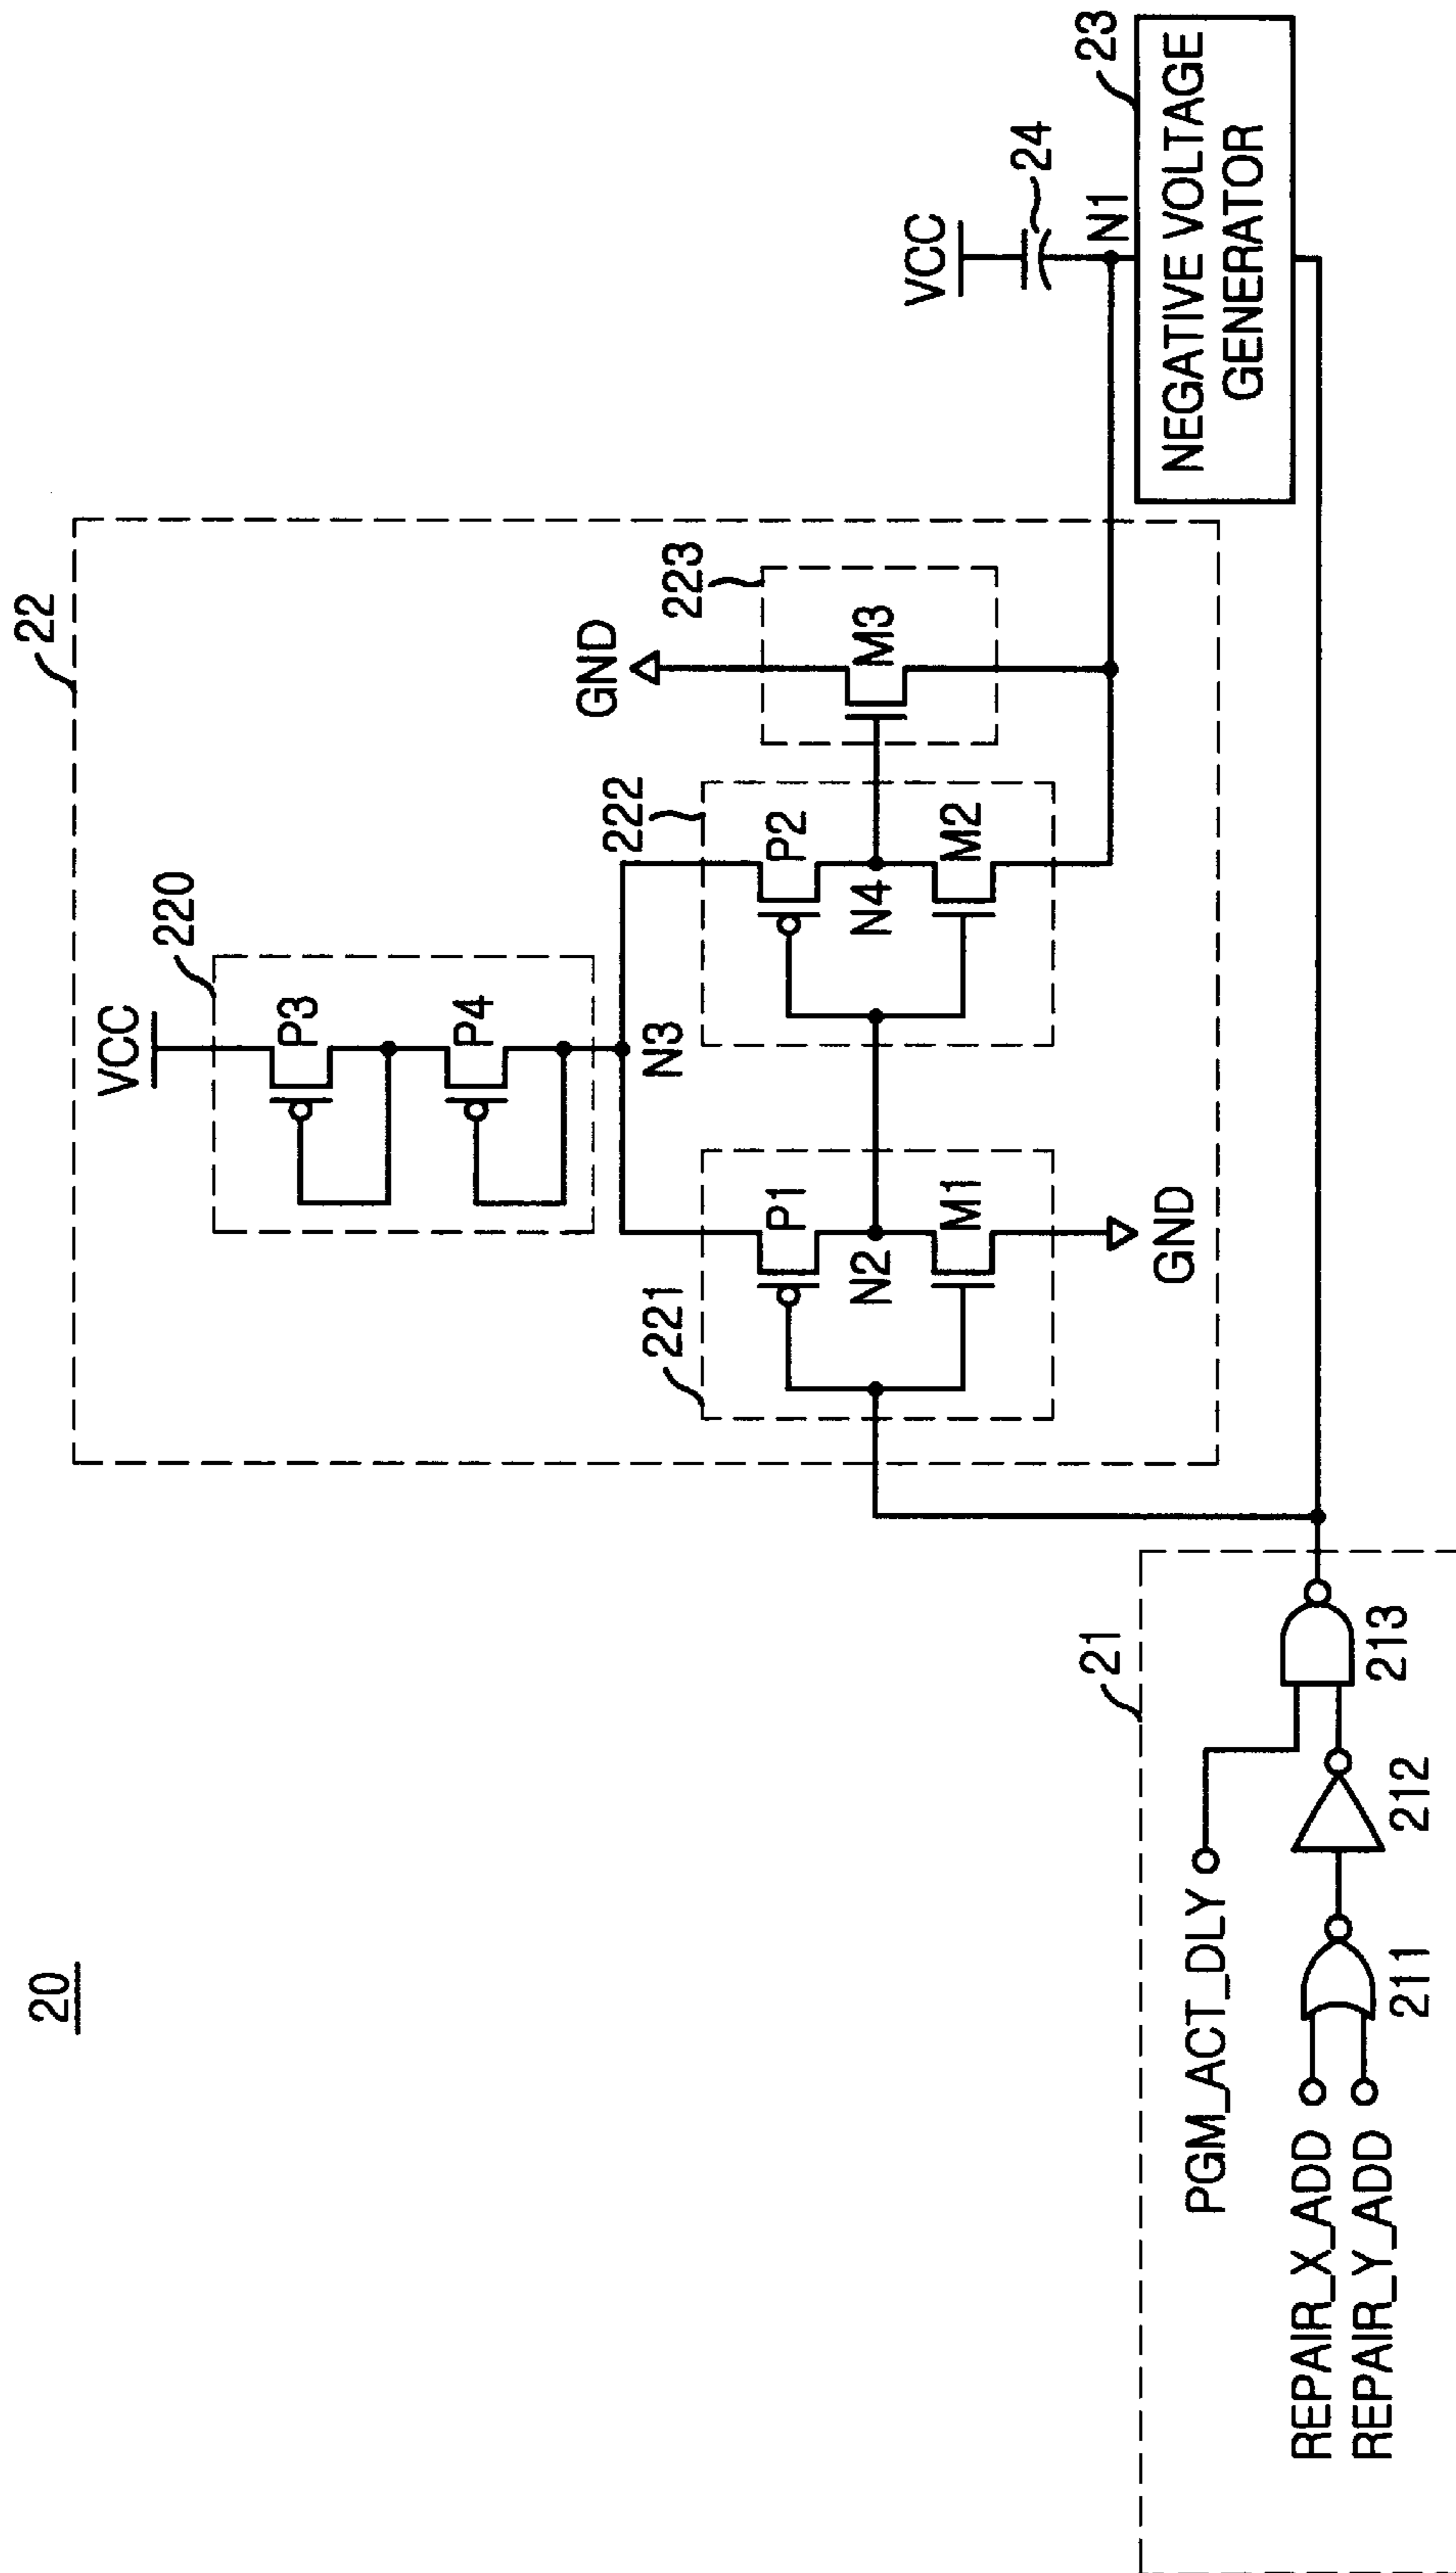 20
22
VCC
220
P3
P4
N3
221
P1
N2
M1
GND
222
P2
N4
M2
GND
223
M3
VCC
24
N1
23
NEGATIVE VOLTAGE
GENERATOR
21
PGM_ACT_DLY
REPAIR_X_ADD
REPAIR_Y_ADD
211
212
213